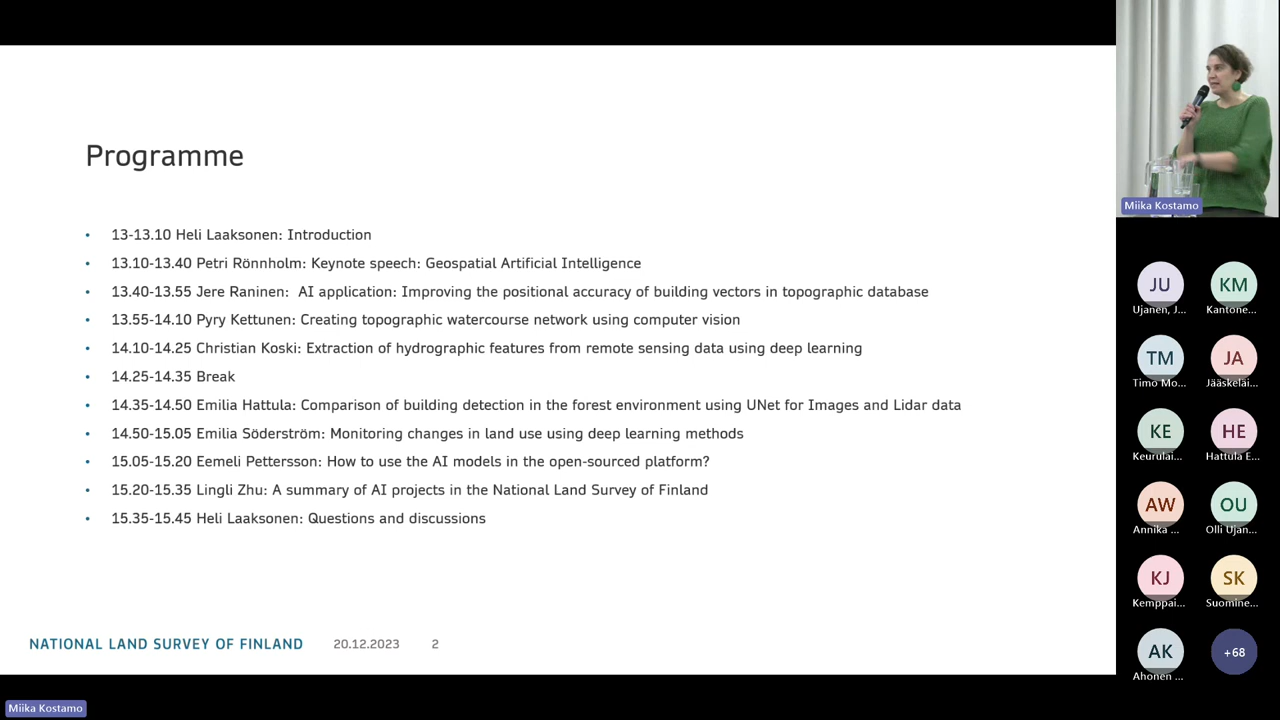 Programme
• 13-13.10 Heli Laaksonen: Introduction
• 13.10-13.40 Petri Rönnholm: Keynote speech: Geospatial Artificial Intelligence
• 13.40-13.55 Jere Raninen: AI application: Improving the positional accuracy of building vectors in topographic database
• 13.55-14.10 Pyry Kettunen: Creating topographic watercourse network using computer vision
• 14.10-14.25 Christian Koski: Extraction of hydrographic features from remote sensing data using deep learning
• 14.25-14.35 Break
• 14.35-14.50 Emilia Hattula: Comparison of building detection in the forest environment using UNet for Images and Lidar data
• 14.50-15.05 Emilia Söderström: Monitoring changes in land use using deep learning methods
• 15.05-15.20 Eemeli Pettersson: How to use the AI models in the open-sourced platform?
• 15.20-15.35 Lingli Zhu: A summary of AI projects in the National Land Survey of Finland
• 15.35-15.45 Heli Laaksonen: Questions and discussions
NATIONAL LAND SURVEY OF FINLAND 20.12.2023 2
Miika Kostamo
Miika Kostamo
JU KM
Ujanen, J... Kantone...
TM JA
Timo Mo... Jääskeläi...
KE HE
Keurulai... Hattula E...
AW OU
Annika ... Olli Ujan...
KJ SK
Kemppai... Suomine...
AK +68
Ahonen ...